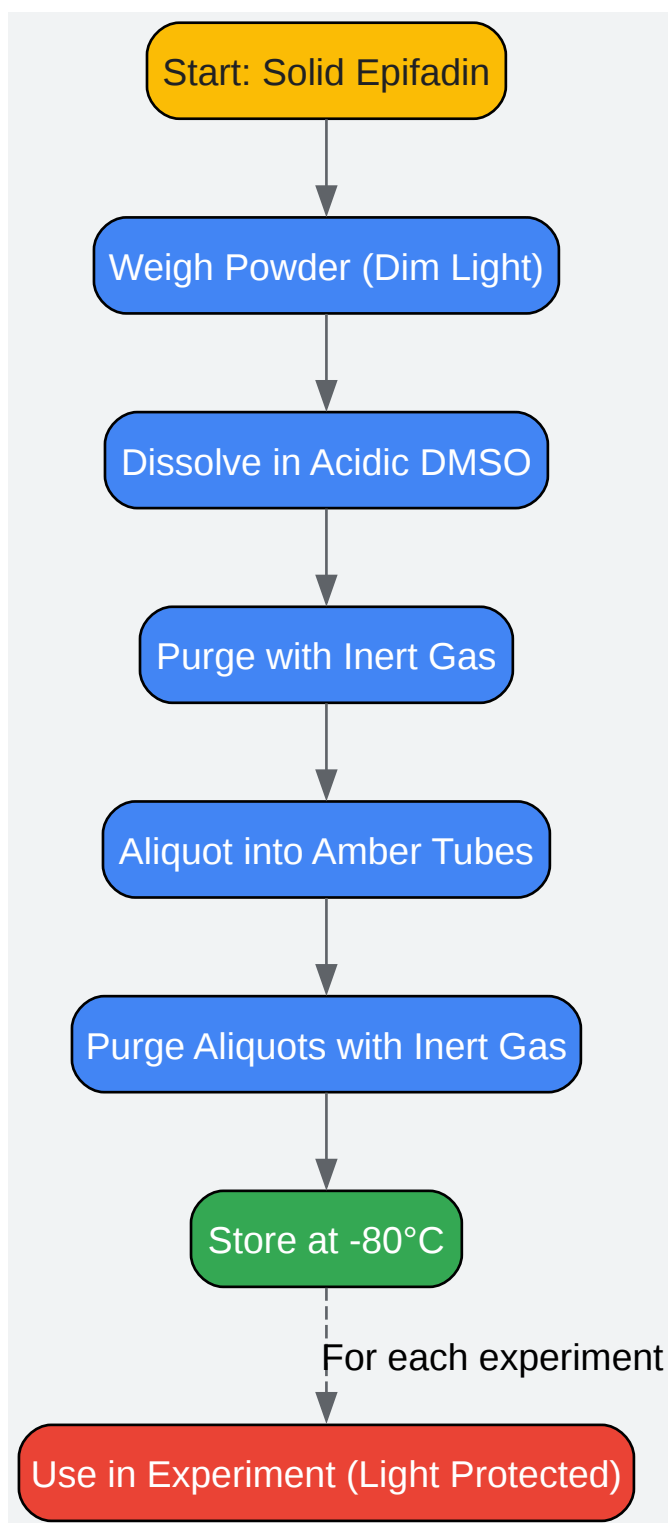 Start: Solid Epifadin
Weigh Powder (Dim Light)
Dissolve in Acidic DMSO
Purge with Inert Gas
Aliquot into Amber Tubes
Purge Aliquots with Inert Gas
Store at -80°C
For each experiment
Use in Experiment (Light Protected)